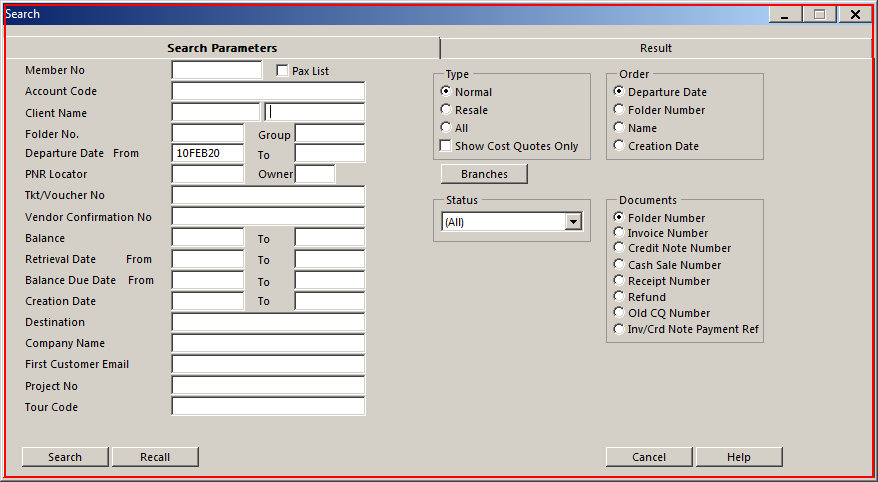 Search
Search Parameters
Result
Member No
Pax List
Account Code
Client Name
Folder No.
Group
Departure Date From 10FEB20 To
PNR Locator
Owner
Tkt/Voucher No
Vendor Confirmation No
Balance To
Retrieval Date From To
Balance Due Date From To
Creation Date To
Destination
Company Name
First Customer Email
Project No
Tour Code
Type
Normal
Resale
All
Show Cost Quotes Only
Branches
Status
(All)
Order
Departure Date
Folder Number
Name
Creation Date
Documents
Folder Number
Invoice Number
Credit Note Number
Cash Sale Number
Receipt Number
Refund
Old CQ Number
Inv/Crd Note Payment Ref
Search
Recall
Cancel
Help